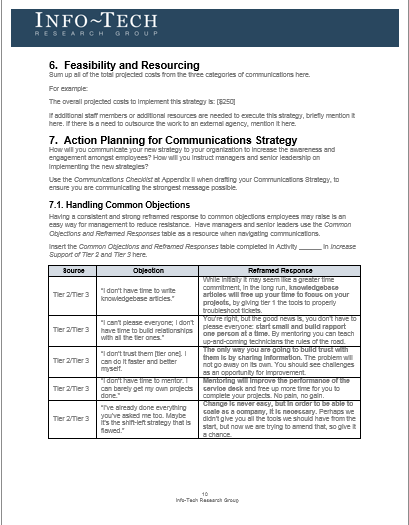 INFO~TECH
RESEARCH GROUP
6. Feasibility and Resourcing
Sum up all of the total projected costs from the three categories of communications here.
For example:
The overall projected costs to implement this strategy is: [$250]
If additional staff members or additional resources are needed to execute this strategy, briefly mention it
here. If there is a need to outsource the work to an external agency, mention it here.
7. Action Planning for Communications Strategy
How will you communicate your new strategy to your organization to increase the awareness and
engagement amongst employees? How will you instruct managers and senior leadership on
implementing the new strategies?
Use the Communications Checklist at Appendix II when drafting your Communications Strategy, to
ensure you are communicating the strongest message possible.
7.1. Handling Common Objections
Having a consistent and strong reframed response to common objections employees may raise is an
easy way for management to reduce resistance. Have managers and senior leaders use the Common
Objections and Reframed Responses table as a resource when navigating communications.
Insert the Common Objections and Reframed Responses table completed in Activity ______ in Increase
Support of Tier 2 and Tier 3 here.
Source Objection Reframed Response
Tier 2/Tier 3
"I don't have time to write
knowledgebase articles."
While initially it may seem like a greater time
commitment, in the long run, knowledgebase
articles will free up your time to focus on your
projects, by giving tier 1 the tools to properly
troubleshoot tickets.
Tier 2/Tier 3
"I can't please everyone; I don't
have time to build relationships
with all the tier ones."
You're right, but the good news is, you don't have to
please everyone: start small and build rapport
one person at a time. By mentoring you can teach
up-and-coming technicians the rules of the road.
Tier 2/Tier 3
"I don't trust them [tier one]. I
can do it faster and better
myself.
The only way you are going to build trust with
them is by sharing information. The problem will
not go away on its own. You should see challenges
as an opportunity for improvement.
Tier 2/Tier 3
"I don't have time to mentor. I
can barely get my own projects
done."
Mentoring will improve the performance of the
service desk and free up more time for you to
complete your projects. No pain, no gain.
Tier 2/Tier 3
"I've already done everything
you've asked me too. Maybe
it's the shift-left strategy that is
flawed."
Change is never easy, but in order to be able to
scale as a company, it is necessary. Perhaps we
didn't give you all the tools we should have from the
start, but now we are trying to amend that, so give it
a chance.
10
Info-Tech Research Group